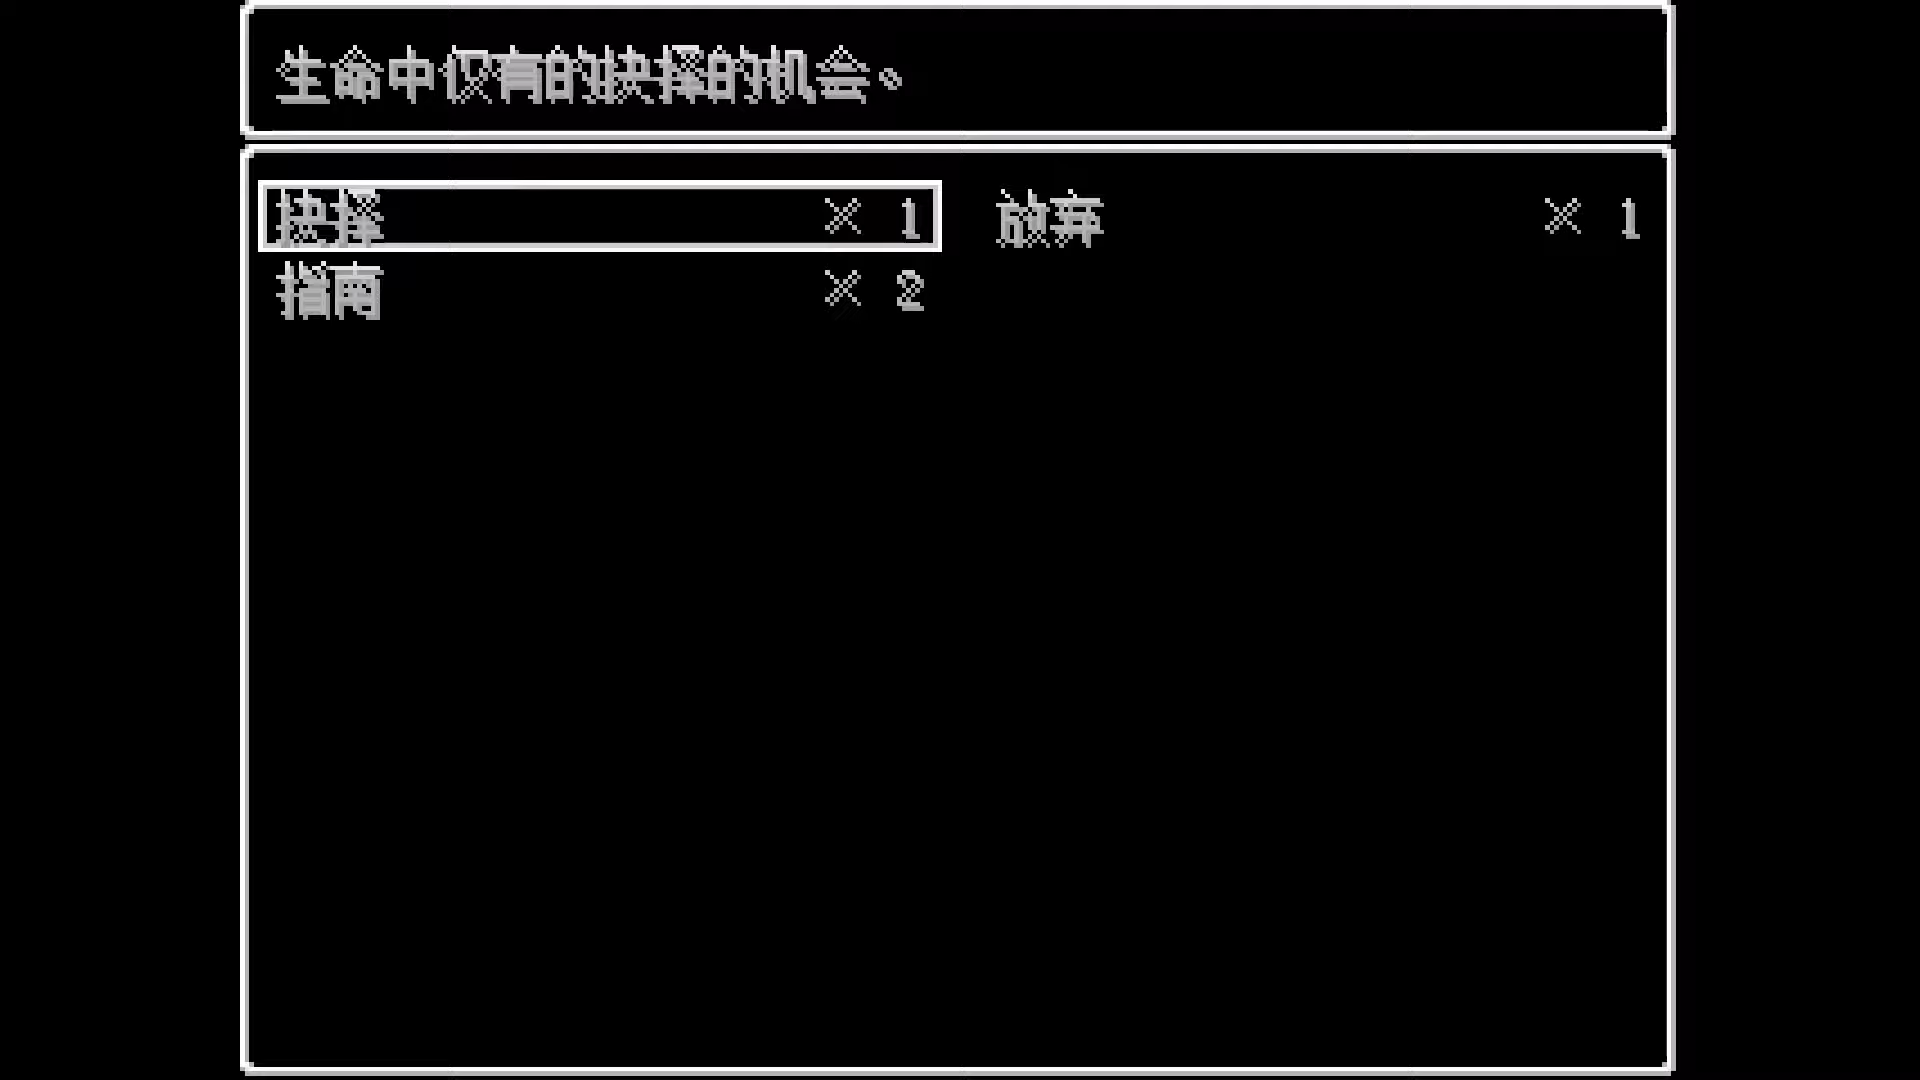 生命中仅有的抉择的机会。
抉择 × 1 放弃 × 1
指南 × 2